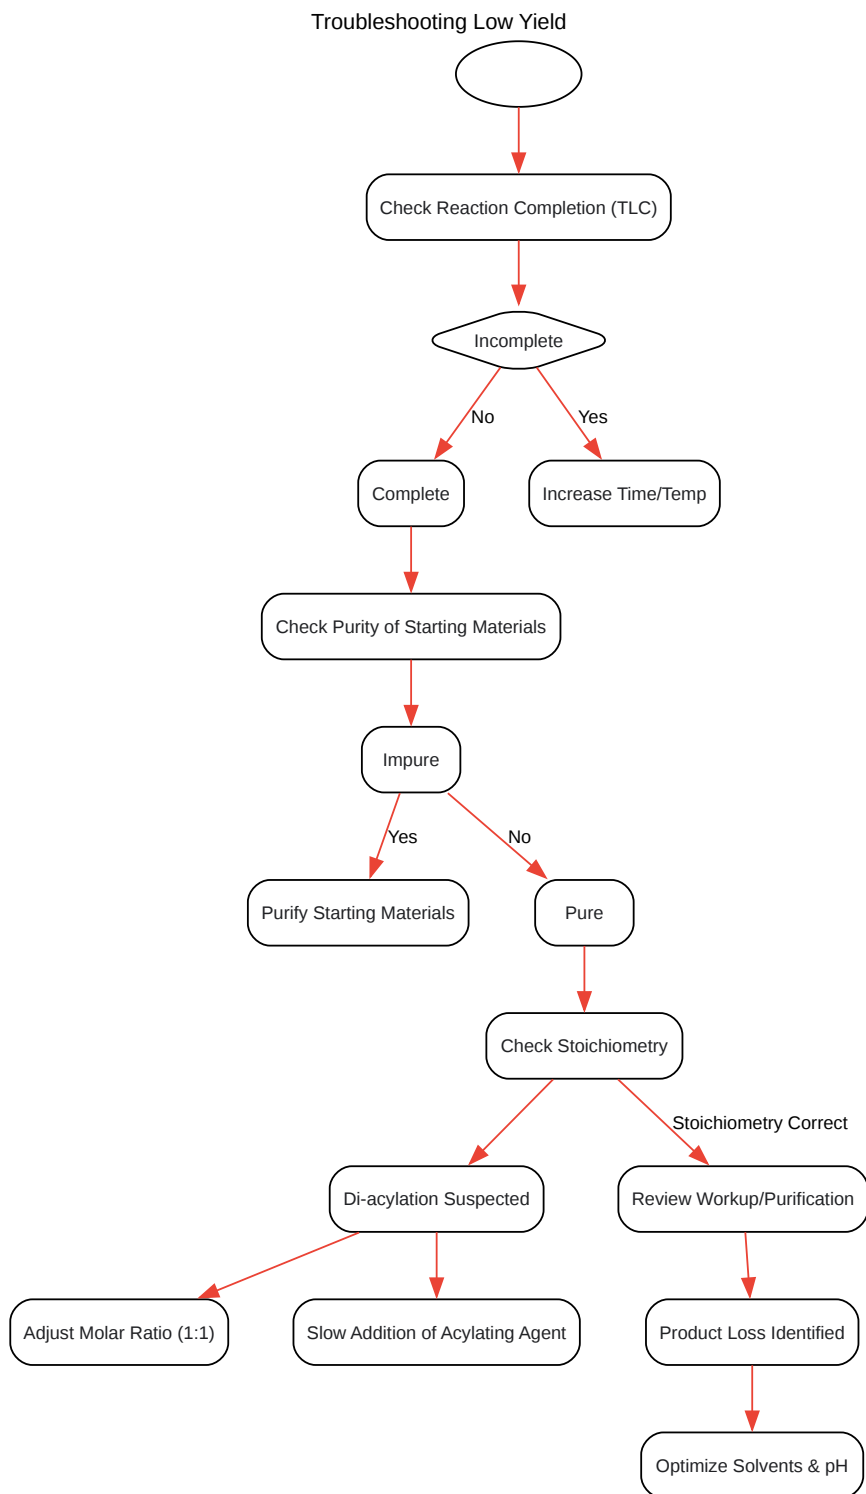 Troubleshooting Low Yield
Check Reaction Completion (TLC)
Incomplete
No
Yes
Complete
Increase Time/Temp
Check Purity of Starting Materials
Impure
Yes
No
Purify Starting Materials
Pure
Check Stoichiometry
Stoichiometry Correct
Di-acylation Suspected
Review Workup/Purification
Adjust Molar Ratio (1:1)
Slow Addition of Acylating Agent
Product Loss Identified
Optimize Solvents & pH